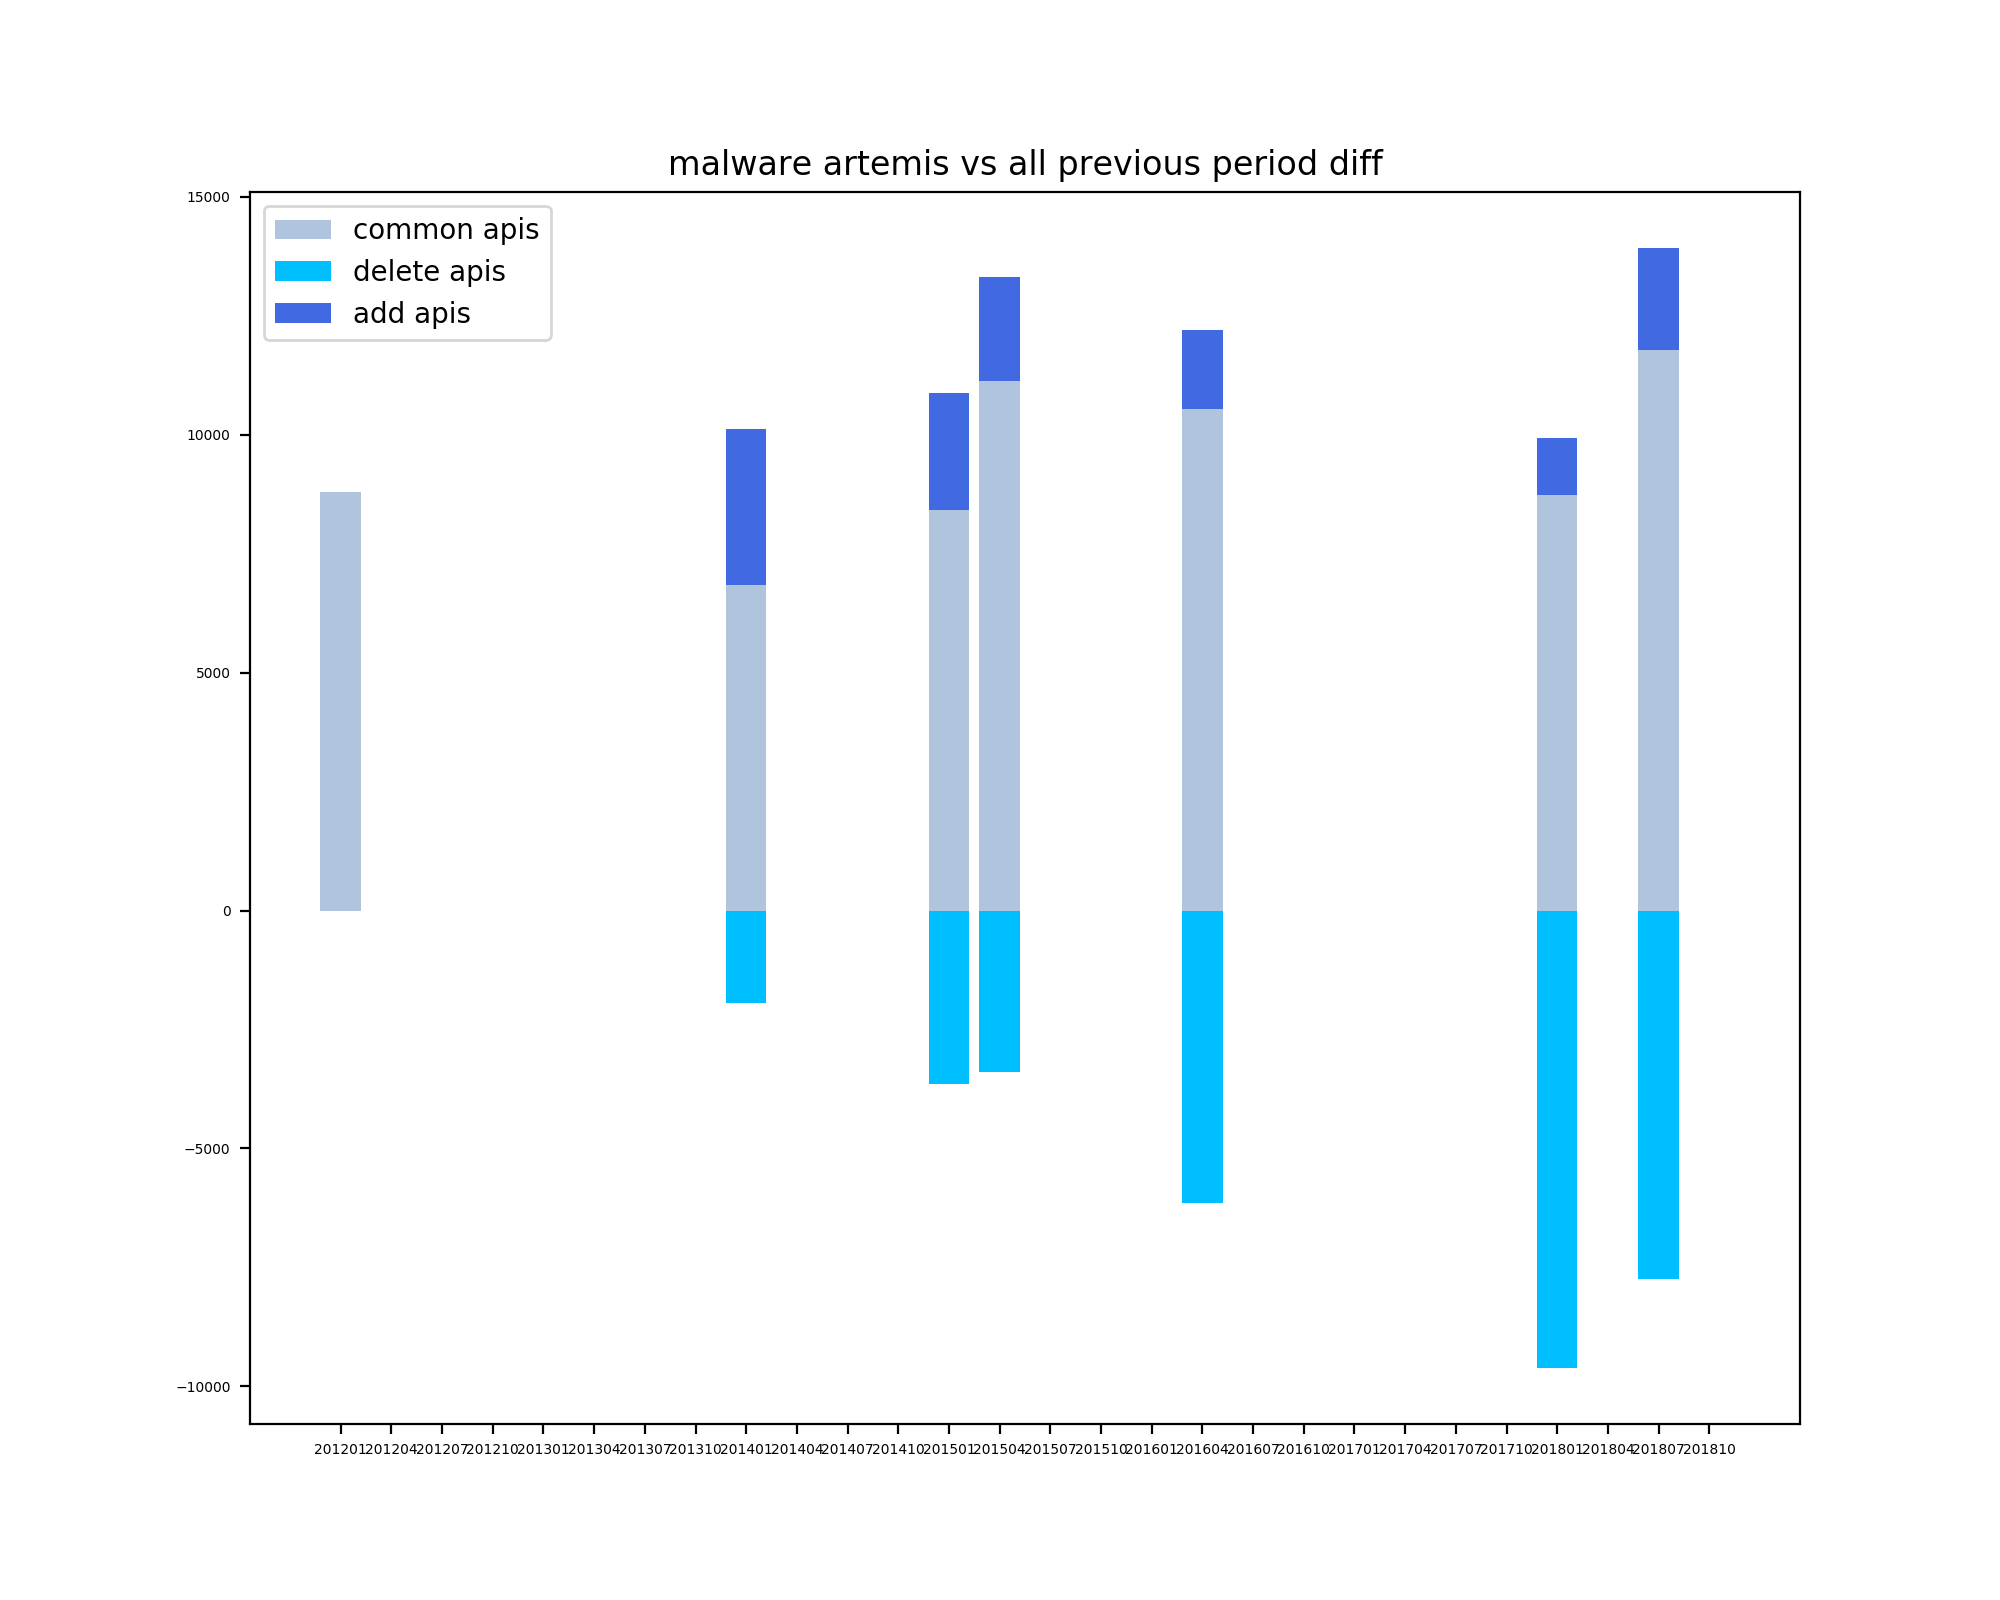 malware artemis vs all previous period diff
15000
common apis
delete apis
add apis
10000
5000
0
−5000
−10000
201201 201204 201207 201210 201301 201304 201307 201310 201401 201404 201407 201410 201501 201504 201507 201510 201601 201604 201607 201610 201701 201704 201707 201710 201801 201804 201807 201810